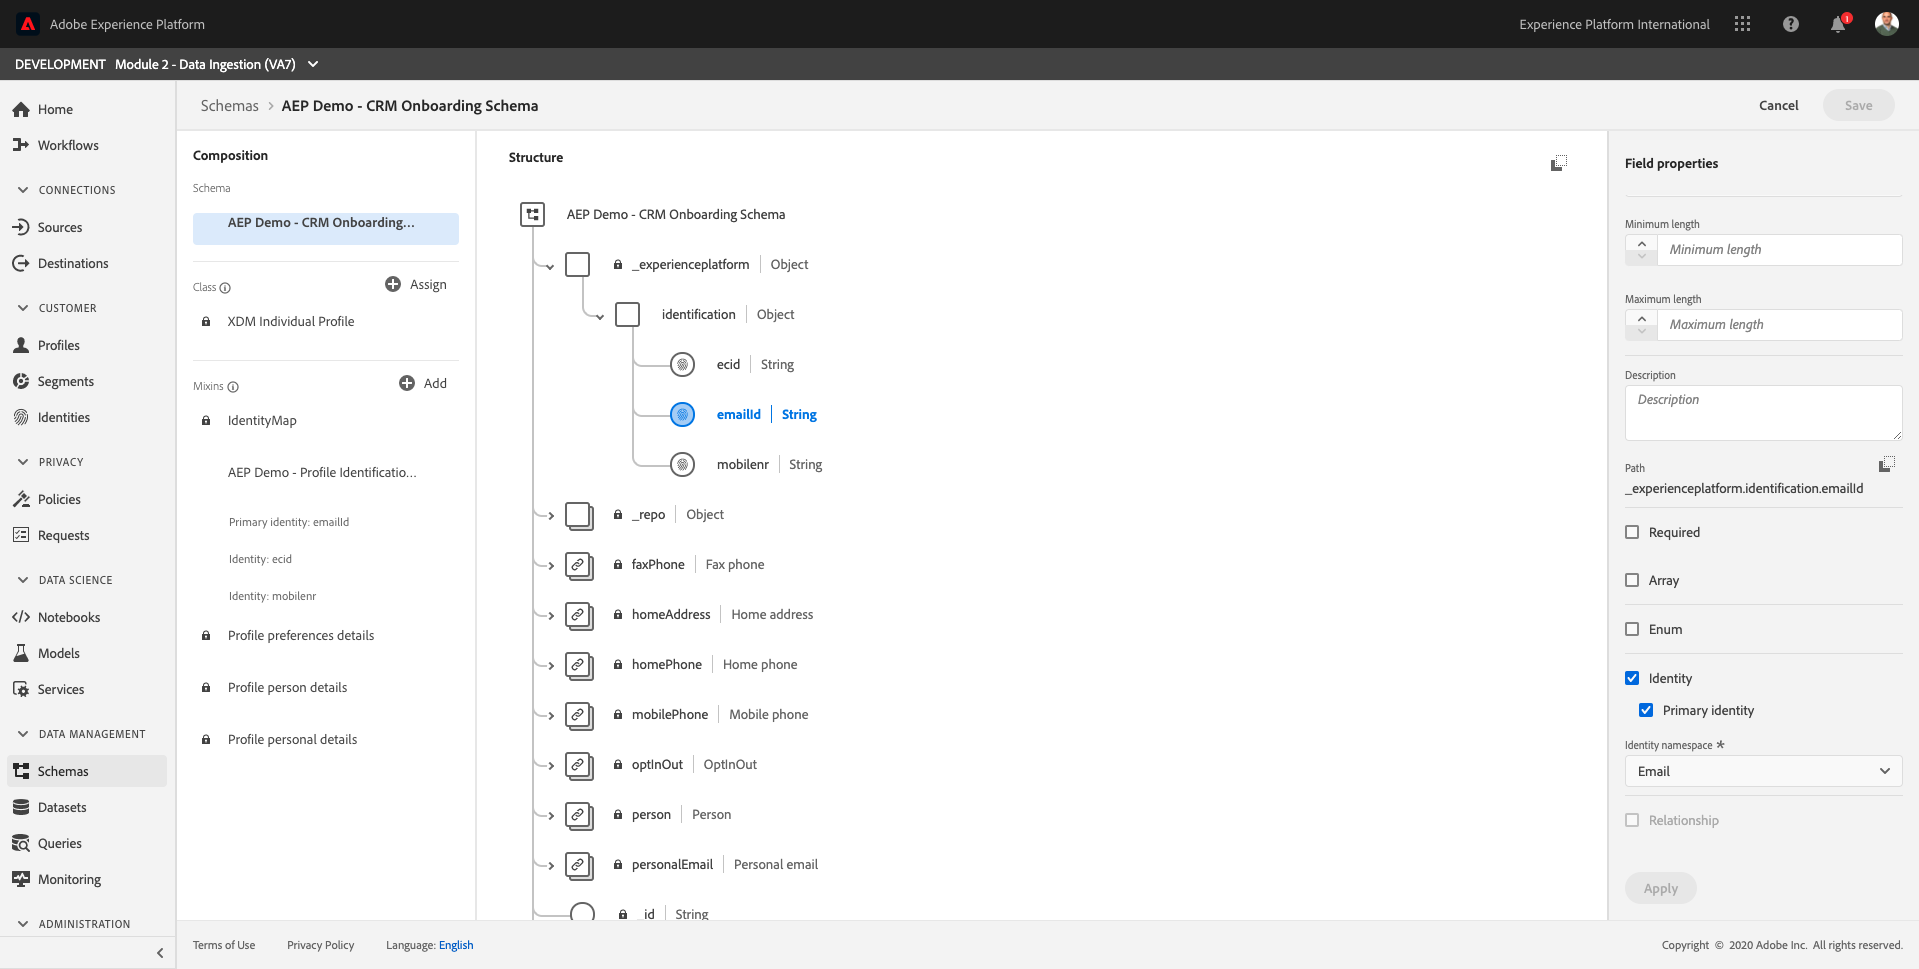 Adobe Experience Platform
Experience Platform International
1
DEVELOPMENT Module 2 - Data Ingestion (VA7)
Home
Workflows
CONNECTIONS
Sources
Destinations
CUSTOMER
Profiles
Segments
Identities
PRIVACY
Policies
Requests
DATA SCIENCE
Notebooks
Models
Services
DATA MANAGEMENT
Schemas
Datasets
Queries
Monitoring
ADMINISTRATION
Schemas > AEP Demo - CRM Onboarding Schema
Cancel
Save
Composition
Schema
AEP Demo - CRM Onboarding...
Class
Assign
XDM Individual Profile
Mixins
Add
IdentityMap
AEP Demo - Profile Identificatio...
Primary identity: emailId
Identity: ecid
Identity: mobilenr
Profile preferences details
Profile person details
Profile personal details
Structure
AEP Demo - CRM Onboarding Schema
_experienceplatform Object
identification Object
ecid String
emailId String
mobilenr String
_repo Object
faxPhone Fax phone
homeAddress Home address
homePhone Home phone
mobilePhone Mobile phone
optInOut OptInOut
person Person
personalEmail Personal email
_id String
Field properties
Minimum length
Minimum length
Maximum length
Maximum length
Description
Description
Path
_experienceplatform.identification.emailId
Required
Array
Enum
Identity
Primary identity
Identity namespace *
Email
Relationship
Apply
Terms of Use
Privacy Policy
Language: English
Copyright © 2020 Adobe Inc. All rights reserved.